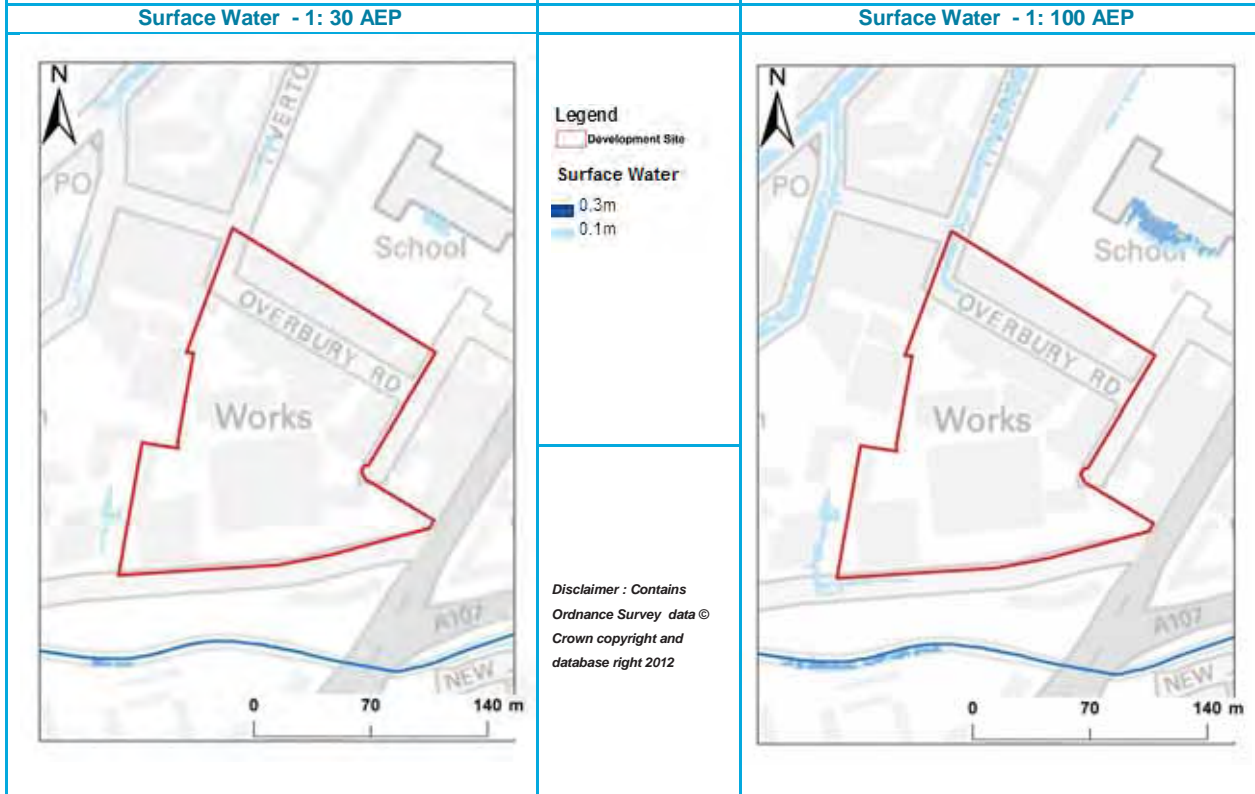 Surface Water - 1: 30 AEP
Surface Water - 1: 100 AEP
N
PO
School
OVERBURY RD
Works
A107
NEW
0 70 140 m
Legend
Development Site
Surface Water
0.3m
0.1m
Disclaimer : Contains
Ordnance Survey data ©
Crown copyright and
database right 2012
N
PO
School
OVERBURY RD
Works
A107
NEW
0 70 140 m